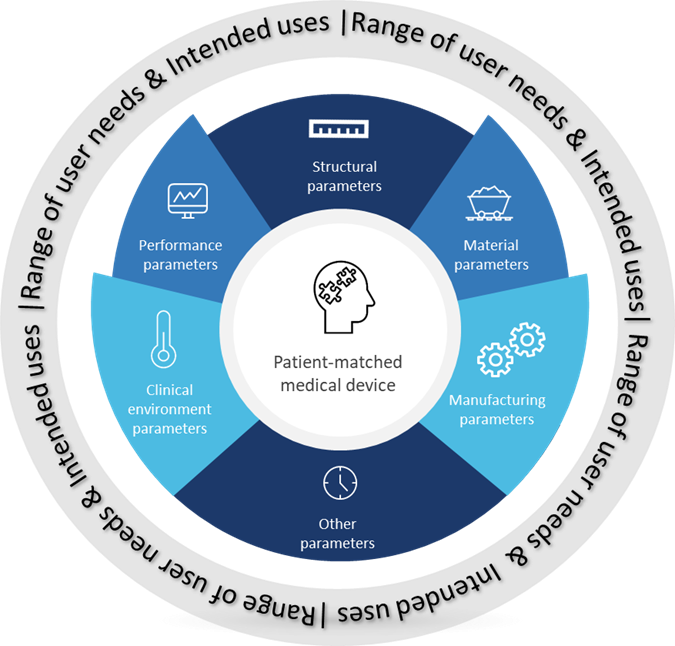 |Range of user needs & Intended uses |Range of user needs & Intended uses| Range of user needs & Intended uses |Range of user needs & Intended uses
Structural
parameters
Material
parameters
Manufacturing
parameters
Other
parameters
Clinical
environment
parameters
Performance
parameters
Patient-matched
medical device